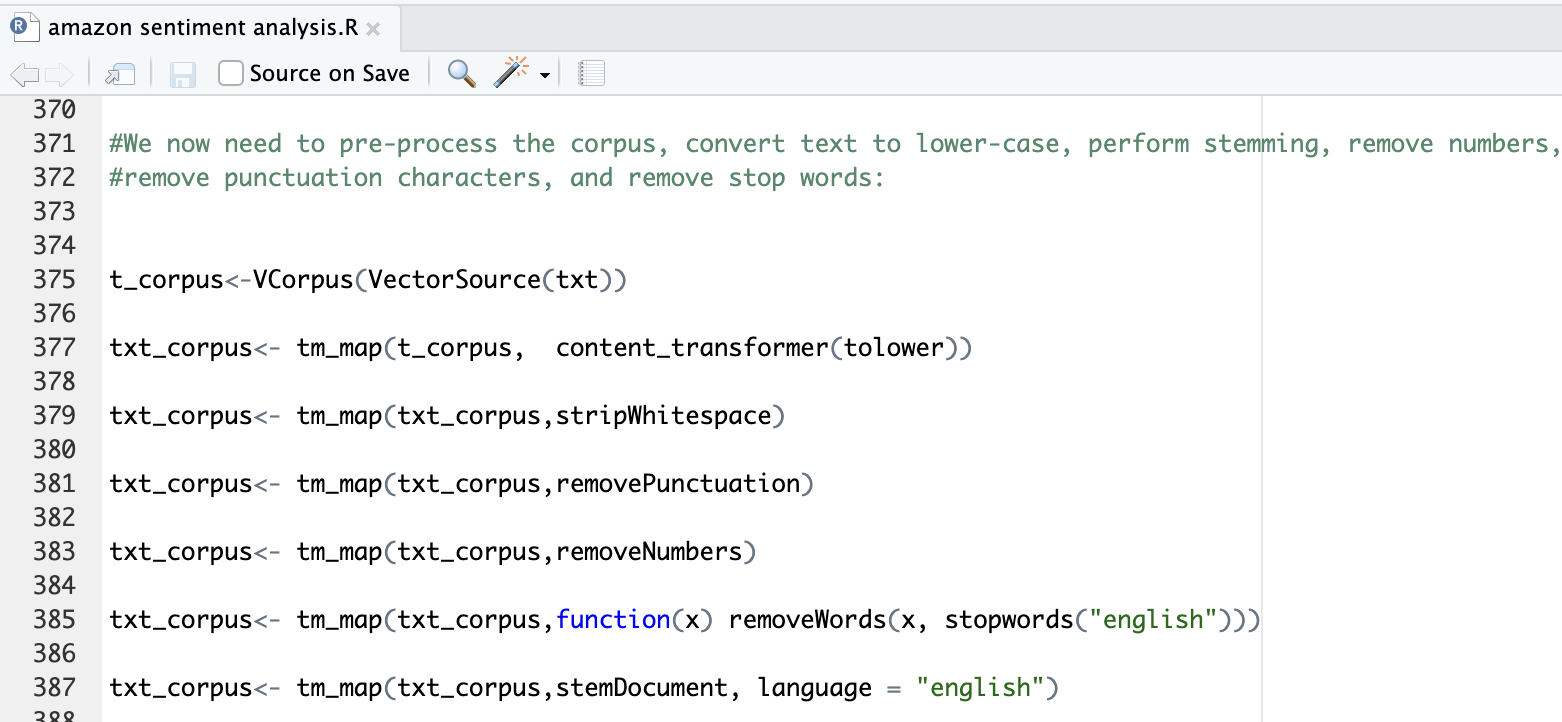 R amazon sentiment analysis.R
Source on Save
370
371 #We now need to pre-process the corpus, convert text to lower-case, perform stemming, remove numbers,
372 #remove punctuation characters, and remove stop words:
373
374
375 t_corpus<-VCorpus(VectorSource(txt))
376
377 txt_corpus<- tm_map(t_corpus,  content_transformer(tolower))
378
379 txt_corpus<- tm_map(txt_corpus,stripWhitespace)
380
381 txt_corpus<- tm_map(txt_corpus,removePunctuation)
382
383 txt_corpus<- tm_map(txt_corpus,removeNumbers)
384
385 txt_corpus<- tm_map(txt_corpus,function(x) removeWords(x, stopwords("english")))
386
387 txt_corpus<- tm_map(txt_corpus,stemDocument, language = "english")
388